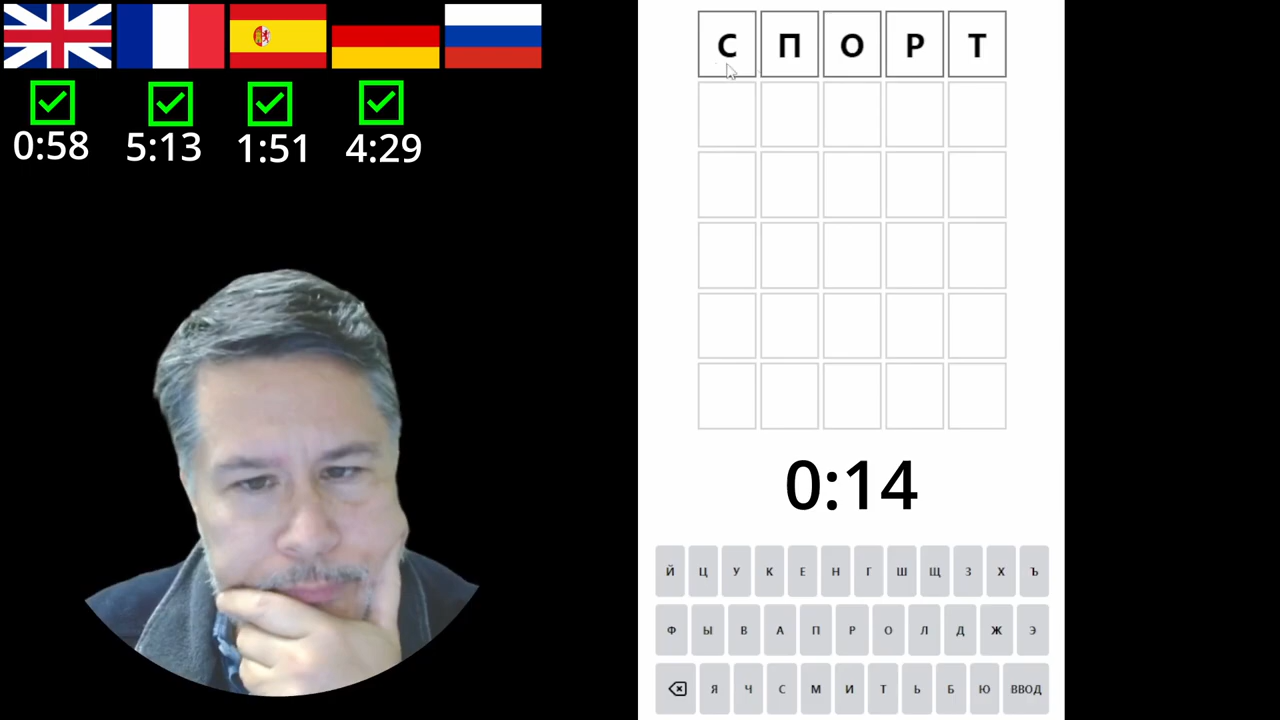 0:58 5:13 1:51 4:29
С П О Р Т
0:14
Й Ц У К Е Н Г Ш Щ З Х Ъ
Ф Ы В А П Р О Л Д Ж Э
Я Ч С М И Т Ь Б Ю ВВОД